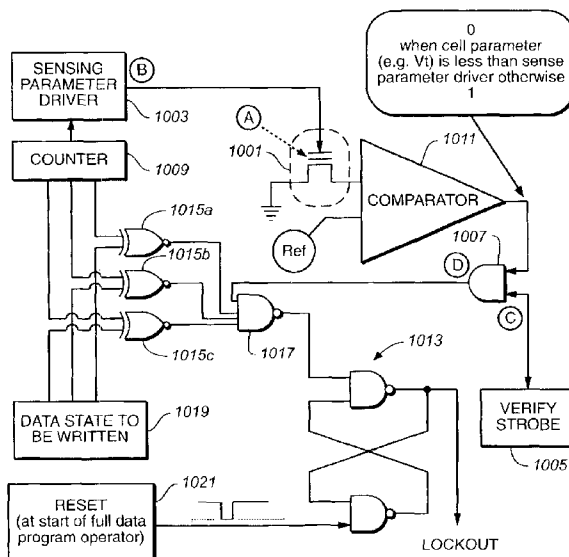 0
when cell parameter
(e.g. Vt) is less than sense
parameter driver otherwise
1
SENSING
PARAMETER
DRIVER
B
1003
COUNTER
1009
A
1001
1011
COMPARATOR
Ref
1015a
1015b
1015c
1007
D
C
1017
1013
DATA STATE TO
BE WRITTEN
1019
VERIFY
STROBE
1005
1021
RESET
(at start of full data
program operator)
LOCKOUT